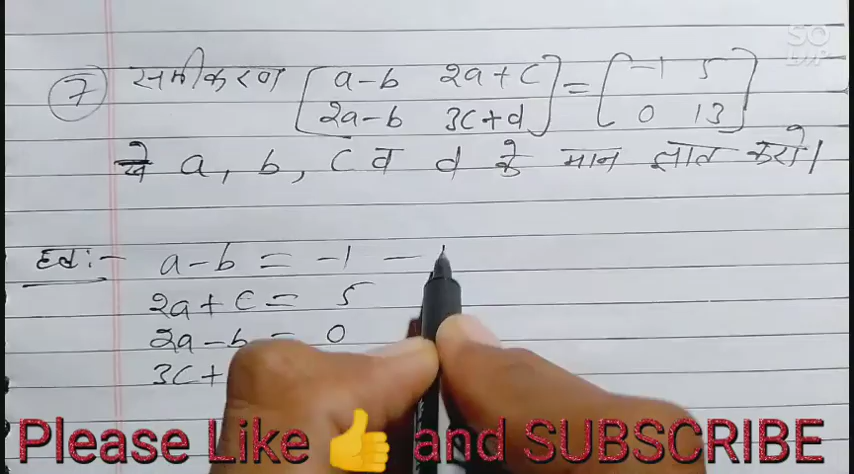 7 समीकरण [a-b 2a+c] = [-1 5]
[2a-b 3c+d] [0 13]
से a, b, c व d के मान ज्ञात करो।
हल:- a-b = -1 -
2a+c = 5
2a-b = 0
3c+
Please Like 👍 and SUBSCRIBE